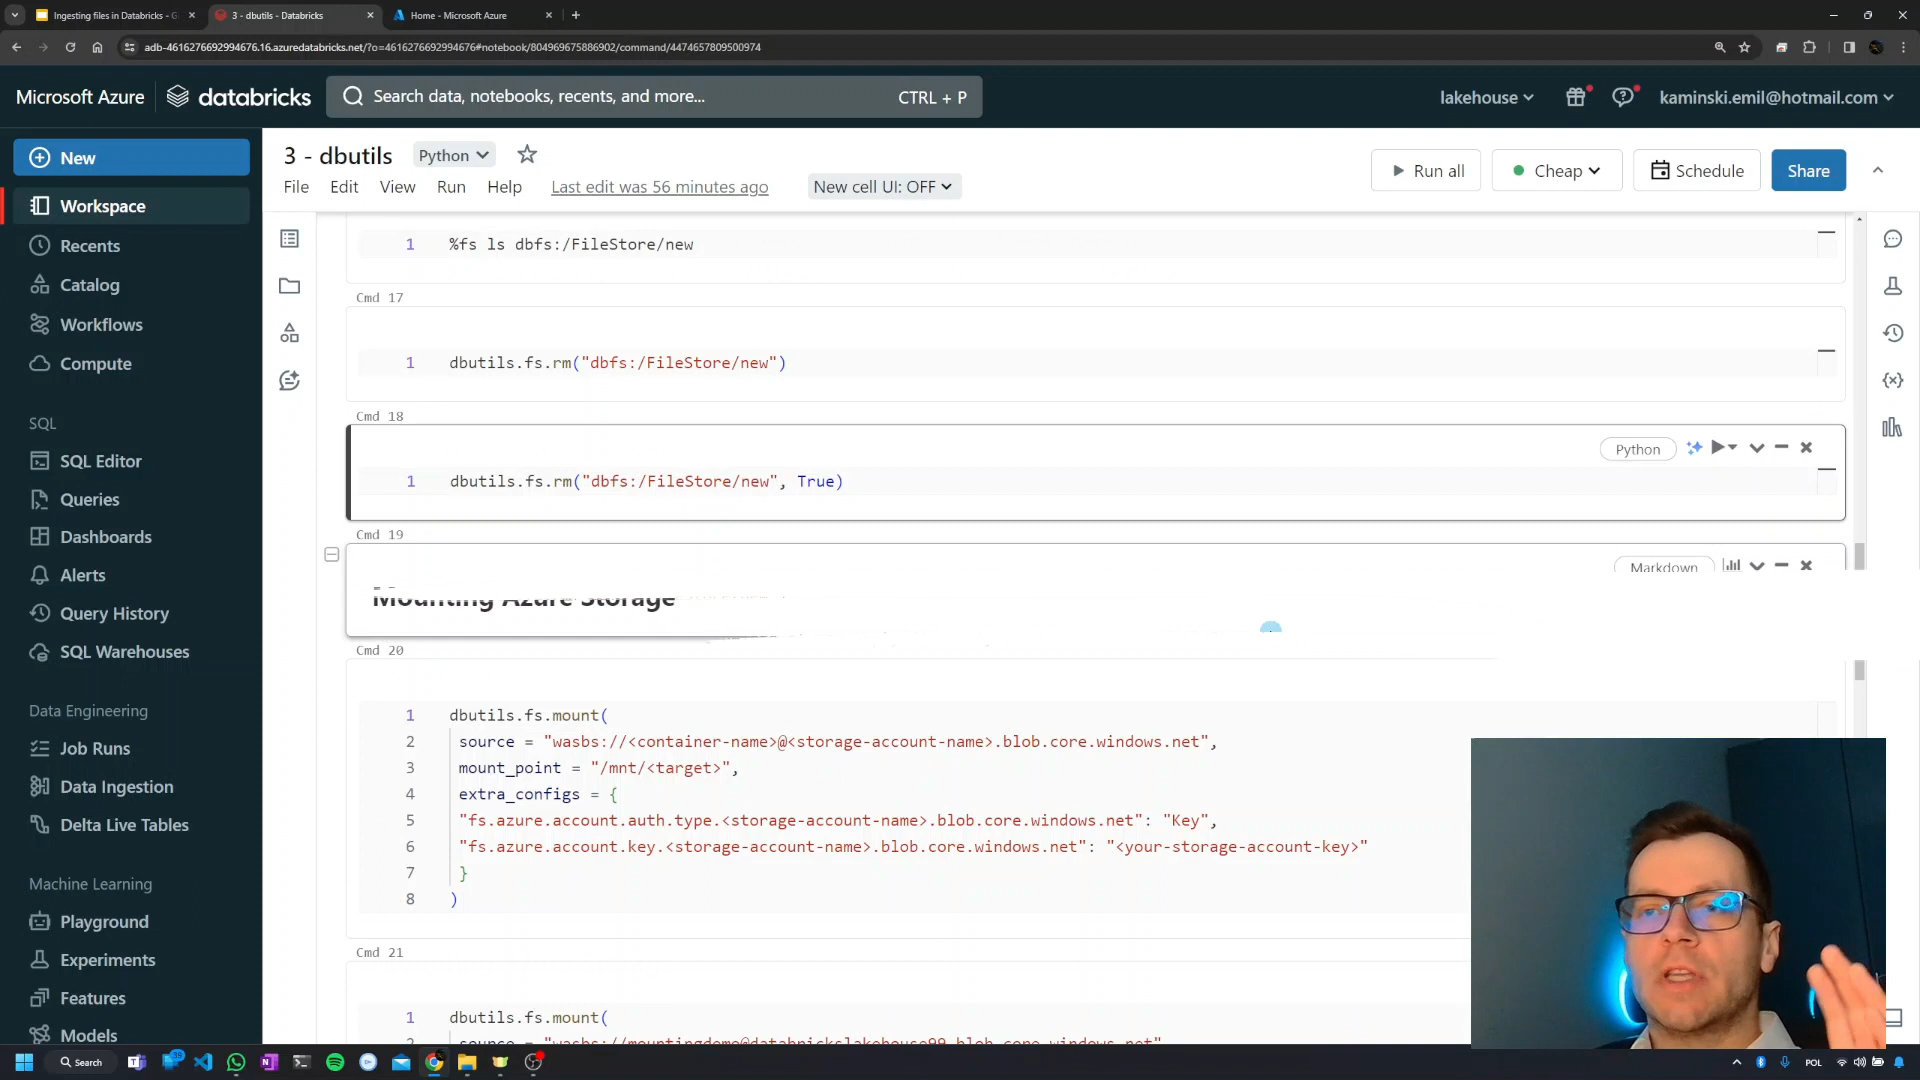 Ingesting files in Databricks - G
3 - dbutils - Databricks
Home - Microsoft Azure
adb-4616276692994676.16.azuredatabricks.net/?o=4616276692994676#notebook/804969675886902/command/4474657809500974
Microsoft Azure
databricks
Search data, notebooks, recents, and more...
CTRL + P
lakehouse
kaminski.emil@hotmail.com
New
Workspace
Recents
Catalog
Workflows
Compute
SQL
SQL Editor
Queries
Dashboards
Alerts
Query History
SQL Warehouses
Data Engineering
Job Runs
Data Ingestion
Delta Live Tables
Machine Learning
Playground
Experiments
Features
Models
3 - dbutils
Python
File Edit View Run Help
Last edit was 56 minutes ago
New cell UI: OFF
Run all
Cheap
Schedule
Share
1 %fs ls dbfs:/FileStore/new
Cmd 17
1 dbutils.fs.rm("dbfs:/FileStore/new")
Cmd 18
Python
1 dbutils.fs.rm("dbfs:/FileStore/new", True)
Cmd 19
Markdown
Mounting Azure Storage
Cmd 20
1 dbutils.fs.mount(
2 source = "wasbs://<container-name>@<storage-account-name>.blob.core.windows.net",
3 mount_point = "/mnt/<target>",
4 extra_configs = {
5 "fs.azure.account.auth.type.<storage-account-name>.blob.core.windows.net": "Key",
6 "fs.azure.account.key.<storage-account-name>.blob.core.windows.net": "<your-storage-account-key>"
7 }
8 )
Cmd 21
1 dbutils.fs.mount(
2 source = "wasbs://mountingdemo@databrickslakehouse99.blob.core.windows.net"
Search
POL